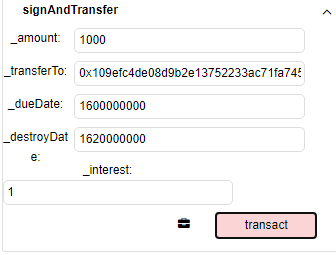 signAndTransfer
_amount: 1000
_transferTo: 0x109efc4de08d9b2e13752233ac71fa745
_dueDate: 1600000000
_destroyDat
e: 1620000000
_interest:
1
transact